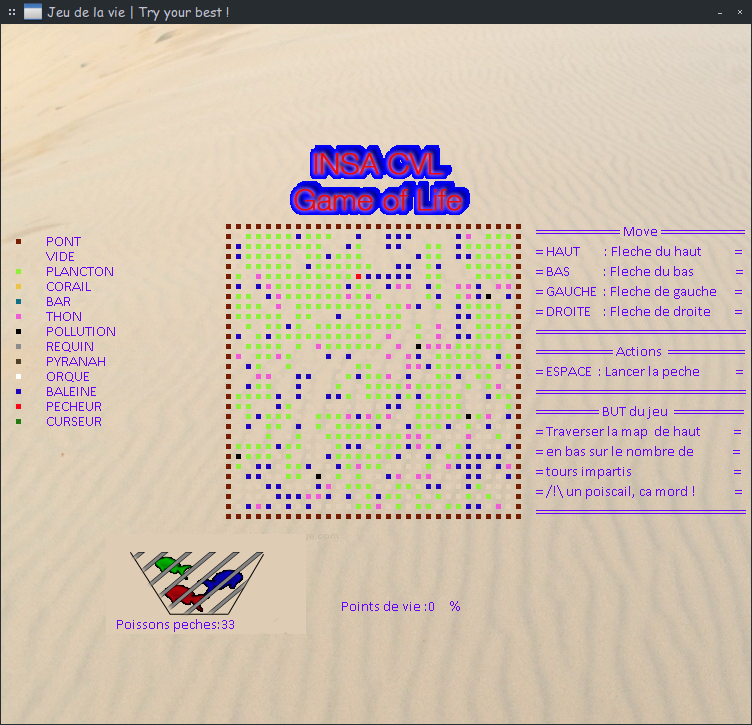 Jeu de la vie | Try your best !
INSA CVL
Game of Life
PONT
VIDE
PLANCTON
CORAIL
BAR
THON
POLLUTION
REQUIN
PYRANAH
ORQUE
BALEINE
PECHEUR
CURSEUR
Move
= HAUT : Fleche du haut =
= BAS : Fleche du bas =
= GAUCHE : Fleche de gauche =
= DROITE : Fleche de droite =
Actions
= ESPACE : Lancer la peche =
BUT du jeu
= Traverser la map de haut =
= en bas sur le nombre de =
= tours impartis =
= /!\ un poiscail, ca mord ! =
Poissons peches:33
Points de vie :0 %